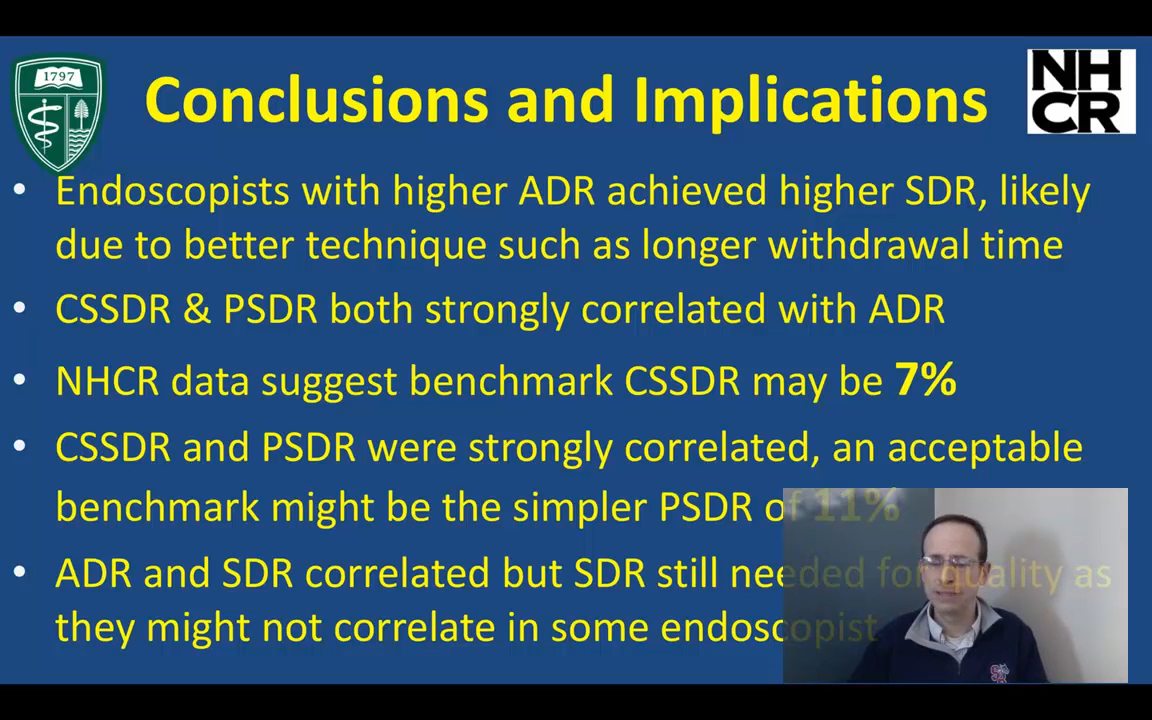 1797
Conclusions and Implications
NH
CR
• Endoscopists with higher ADR achieved higher SDR, likely
due to better technique such as longer withdrawal time
• CSSDR & PSDR both strongly correlated with ADR
• NHCR data suggest benchmark CSSDR may be 7%
• CSSDR and PSDR were strongly correlated, an acceptable
benchmark might be the simpler PSDR of 11%
• ADR and SDR correlated but SDR still needed for quality as
they might not correlate in some endoscopist